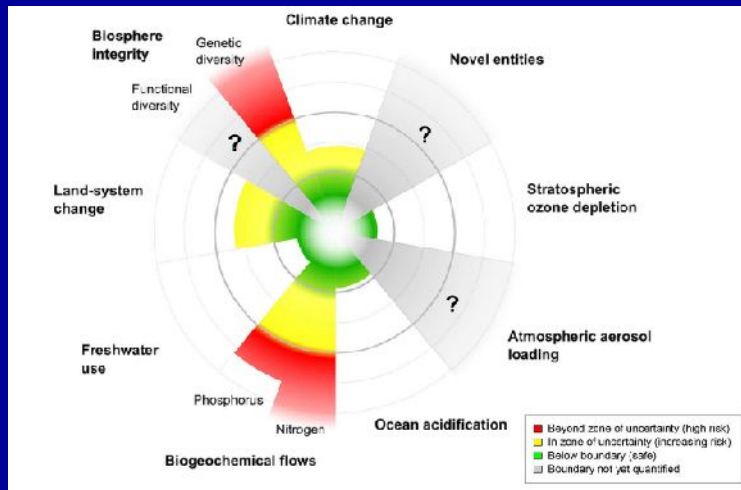 Climate change
Biosphere
integrity
Genetic
diversity
Novel entities
Functional
diversity
?
?
Land-system
change
Stratospheric
ozone depletion
?
Freshwater
use
Atmospheric aerosol
loading
Phosphorus
Nitrogen
Ocean acidification
Biogeochemical flows
Beyond zone of uncertainty (high risk)
In zone of uncertainty (increasing risk)
Below boundary (safe)
Boundary not yet quantified